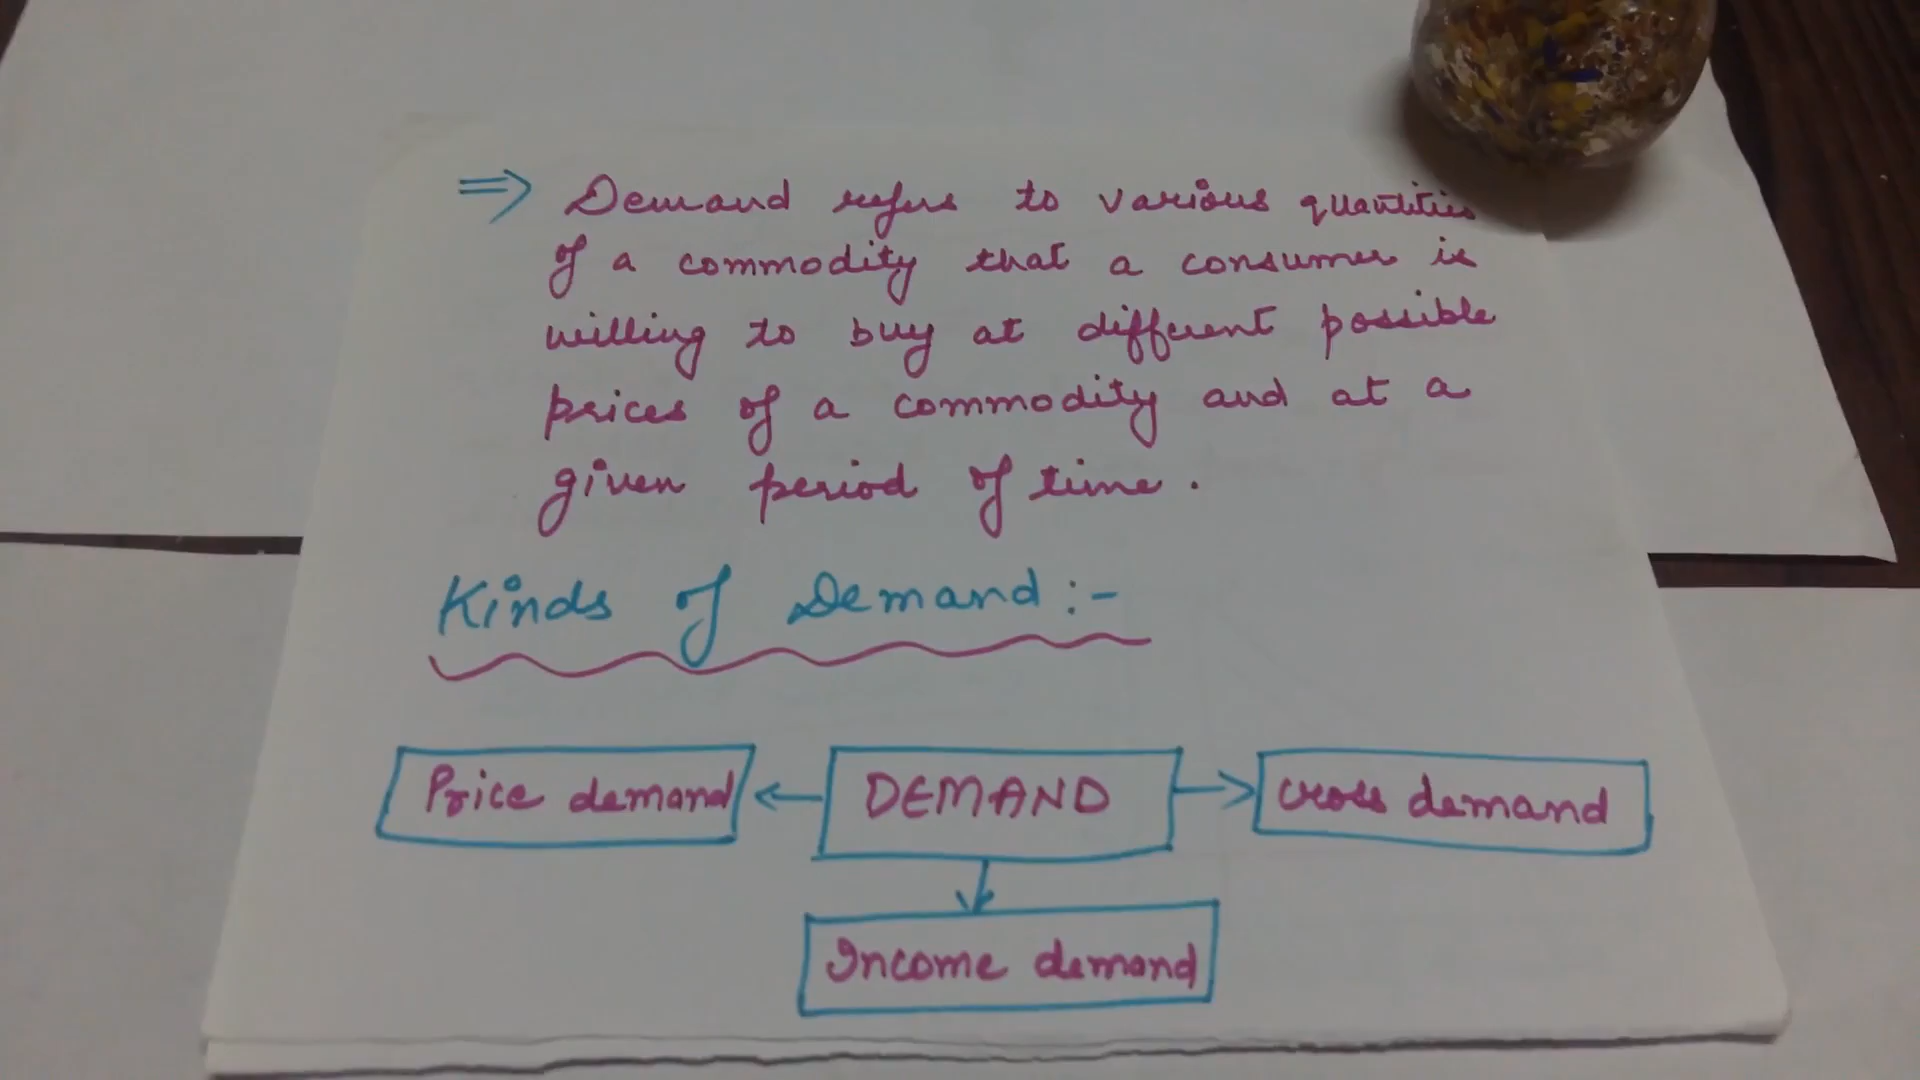 ⇒ Demand refers to various quantities
of a commodity that a consumer is
willing to buy at different possible
prices of a commodity and at a
given period of time.
Kinds of Demand:-
Price demand ← DEMAND → cross demand
Income demand